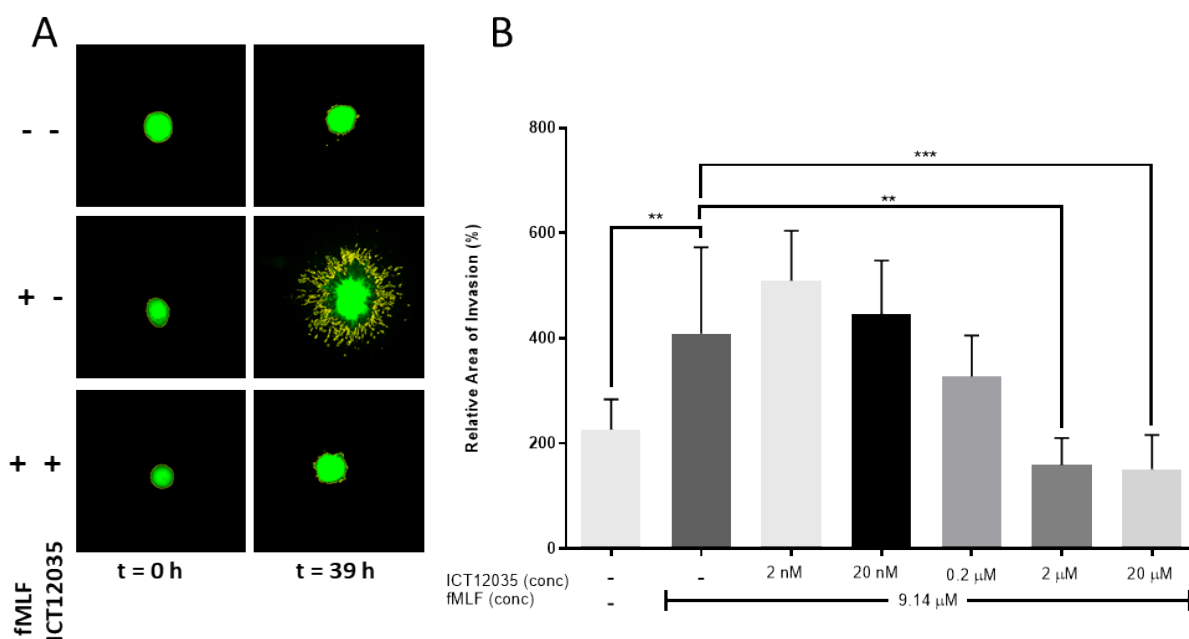 A
- -
+ -
+ +
fMLF
ICT12035
t = 0 h
t = 39 h
B
Relative Area of Invasion (%)
800
600
400
200
0
**
**
***
ICT12035 (conc) - - 2 nM 20 nM 0.2 µM 2 µM 20 µM
fMLF (conc) - 9.14 µM